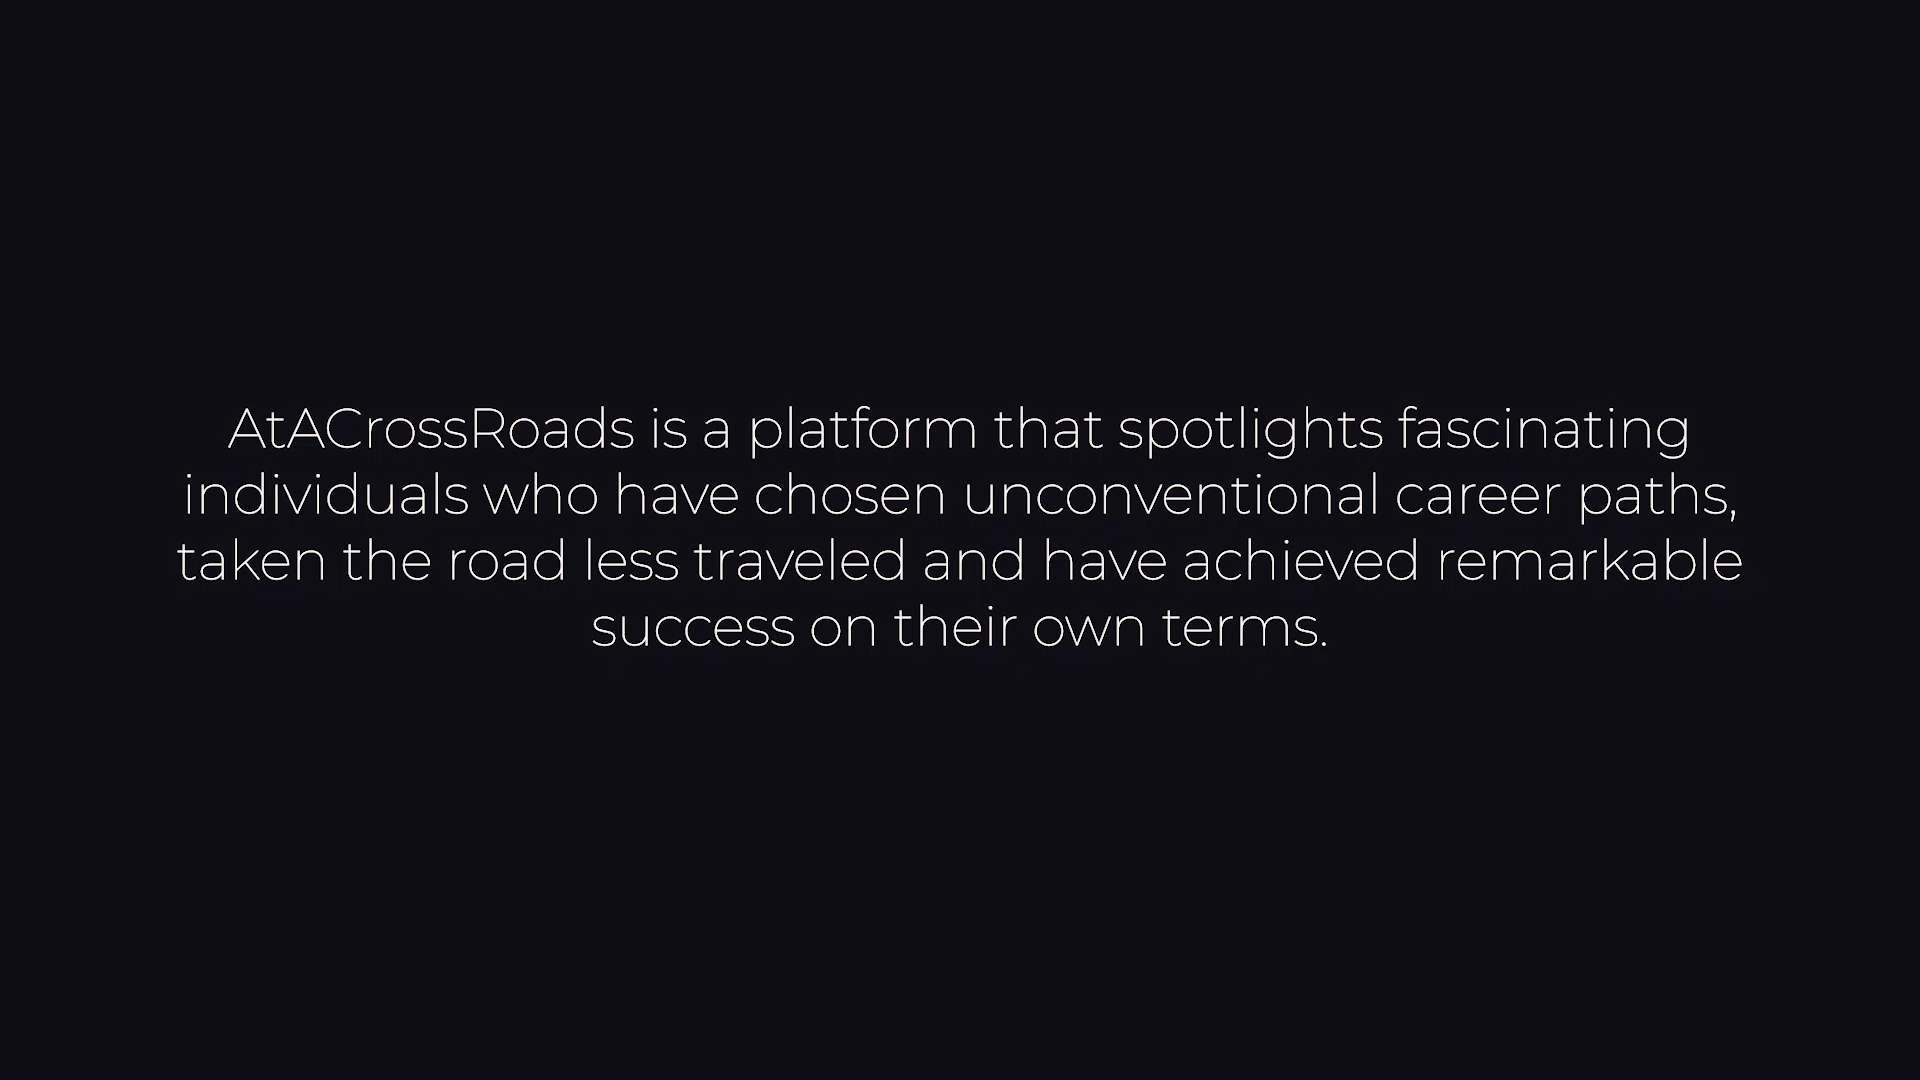 AtACrossRoads is a platform that spotlights fascinating
individuals who have chosen unconventional career paths,
taken the road less traveled and have achieved remarkable
success on their own terms.